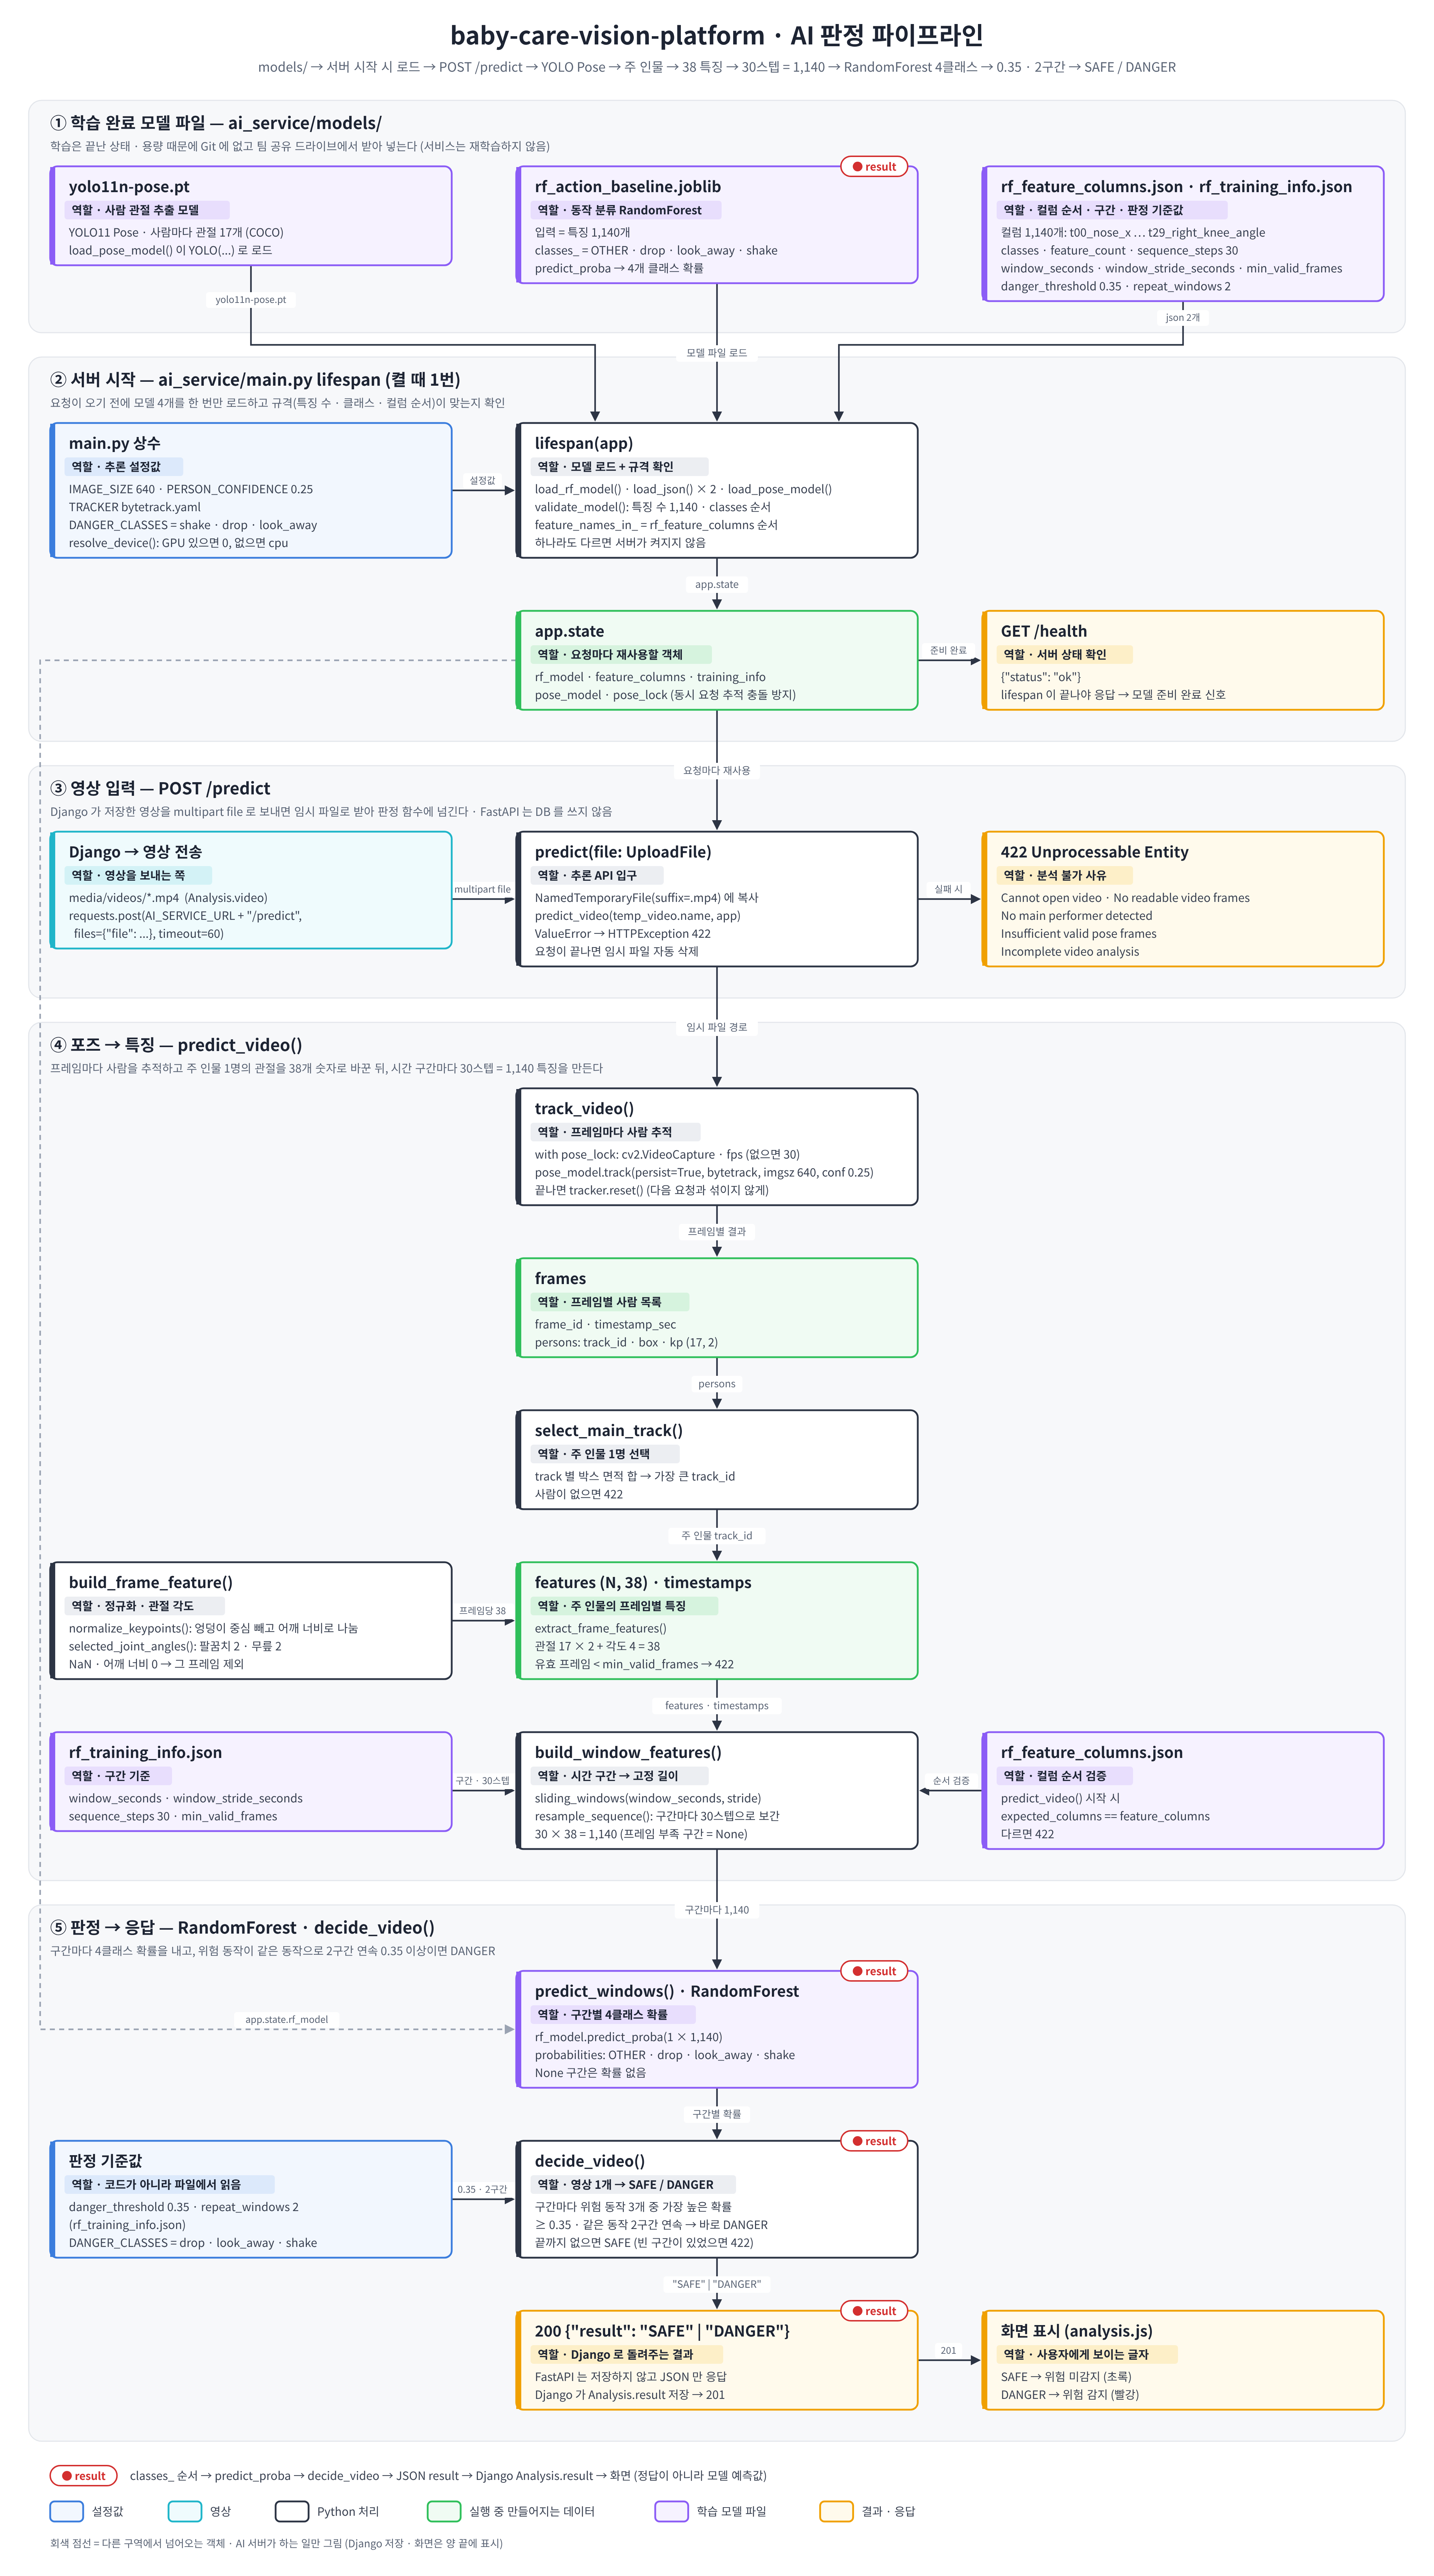 baby-care-vision-platform · AI 판정 파이프라인
models/ → 서버 시작 시 로드 → POST /predict → YOLO Pose → 주 인물 → 38 특징 → 30스텝 = 1,140 → RandomForest 4클래스 → 0.35 · 2구간 → SAFE / DANGER
① 학습 완료 모델 파일 — ai_service/models/
학습은 끝난 상태 · 용량 때문에 Git 에 없고 팀 공유 드라이브에서 받아 넣는다 (서비스는 재학습하지 않음)
yolo11n-pose.pt
역할 · 사람 관절 추출 모델
YOLO11 Pose · 사람마다 관절 17개 (COCO)
load_pose_model() 이 YOLO(...) 로 로드
result
rf_action_baseline.joblib
역할 · 동작 분류 RandomForest
입력 = 특징 1,140개
classes_ = OTHER · drop · look_away · shake
predict_proba → 4개 클래스 확률
rf_feature_columns.json · rf_training_info.json
역할 · 컬럼 순서 · 구간 · 판정 기준값
컬럼 1,140개: t00_nose_x … t29_right_knee_angle
classes · feature_count · sequence_steps 30
window_seconds · window_stride_seconds · min_valid_frames
danger_threshold 0.35 · repeat_windows 2
yolo11n-pose.pt
모델 파일 로드
json 2개
② 서버 시작 — ai_service/main.py lifespan (켤 때 1번)
요청이 오기 전에 모델 4개를 한 번만 로드하고 규격(특징 수 · 클래스 · 컬럼 순서)이 맞는지 확인
main.py 상수
역할 · 추론 설정값
IMAGE_SIZE 640 · PERSON_CONFIDENCE 0.25
TRACKER bytetrack.yaml
DANGER_CLASSES = shake · drop · look_away
resolve_device(): GPU 있으면 0, 없으면 cpu
설정값
lifespan(app)
역할 · 모델 로드 + 규격 확인
load_rf_model() · load_json() × 2 · load_pose_model()
validate_model(): 특징 수 1,140 · classes 순서
feature_names_in_ = rf_feature_columns 순서
하나라도 다르면 서버가 켜지지 않음
app.state
app.state
역할 · 요청마다 재사용할 객체
rf_model · feature_columns · training_info
pose_model · pose_lock (동시 요청 추적 충돌 방지)
준비 완료
GET /health
역할 · 서버 상태 확인
{"status": "ok"}
lifespan 이 끝나야 응답 → 모델 준비 완료 신호
요청마다 재사용
③ 영상 입력 — POST /predict
Django 가 저장한 영상을 multipart file 로 보내면 임시 파일로 받아 판정 함수에 넘긴다 · FastAPI 는 DB 를 쓰지 않음
Django → 영상 전송
역할 · 영상을 보내는 쪽
media/videos/*.mp4 (Analysis.video)
requests.post(AI_SERVICE_URL + "/predict",
files={"file": ...}, timeout=60)
multipart file
predict(file: UploadFile)
역할 · 추론 API 입구
NamedTemporaryFile(suffix=.mp4) 에 복사
predict_video(temp_video.name, app)
ValueError → HTTPException 422
요청이 끝나면 임시 파일 자동 삭제
실패 시
422 Unprocessable Entity
역할 · 분석 불가 사유
Cannot open video · No readable video frames
No main performer detected
Insufficient valid pose frames
Incomplete video analysis
임시 파일 경로
④ 포즈 → 특징 — predict_video()
프레임마다 사람을 추적하고 주 인물 1명의 관절을 38개 숫자로 바꾼 뒤, 시간 구간마다 30스텝 = 1,140 특징을 만든다
track_video()
역할 · 프레임마다 사람 추적
with pose_lock: cv2.VideoCapture · fps (없으면 30)
pose_model.track(persist=True, bytetrack, imgsz 640, conf 0.25)
끝나면 tracker.reset() (다음 요청과 섞이지 않게)
프레임별 결과
frames
역할 · 프레임별 사람 목록
frame_id · timestamp_sec
persons: track_id · box · kp (17, 2)
persons
select_main_track()
역할 · 주 인물 1명 선택
track 별 박스 면적 합 → 가장 큰 track_id
사람이 없으면 422
주 인물 track_id
build_frame_feature()
역할 · 정규화 · 관절 각도
normalize_keypoints(): 엉덩이 중심 빼고 어깨 너비로 나눔
selected_joint_angles(): 팔꿈치 2 · 무릎 2
NaN · 어깨 너비 0 → 그 프레임 제외
프레임당 38
features (N, 38) · timestamps
역할 · 주 인물의 프레임별 특징
extract_frame_features()
관절 17 × 2 + 각도 4 = 38
유효 프레임 < min_valid_frames → 422
features · timestamps
rf_training_info.json
역할 · 구간 기준
window_seconds · window_stride_seconds
sequence_steps 30 · min_valid_frames
구간 · 30스텝
build_window_features()
역할 · 시간 구간 → 고정 길이
sliding_windows(window_seconds, stride)
resample_sequence(): 구간마다 30스텝으로 보간
30 × 38 = 1,140 (프레임 부족 구간 = None)
순서 검증
rf_feature_columns.json
역할 · 컬럼 순서 검증
predict_video() 시작 시
expected_columns == feature_columns
다르면 422
구간마다 1,140
⑤ 판정 → 응답 — RandomForest · decide_video()
구간마다 4클래스 확률을 내고, 위험 동작이 같은 동작으로 2구간 연속 0.35 이상이면 DANGER
result
predict_windows() · RandomForest
역할 · 구간별 4클래스 확률
rf_model.predict_proba(1 × 1,140)
probabilities: OTHER · drop · look_away · shake
None 구간은 확률 없음
app.state.rf_model
구간별 확률
판정 기준값
역할 · 코드가 아니라 파일에서 읽음
danger_threshold 0.35 · repeat_windows 2
(rf_training_info.json)
DANGER_CLASSES = drop · look_away · shake
0.35 · 2구간
result
decide_video()
역할 · 영상 1개 → SAFE / DANGER
구간마다 위험 동작 3개 중 가장 높은 확률
≥ 0.35 · 같은 동작 2구간 연속 → 바로 DANGER
끝까지 없으면 SAFE (빈 구간이 있었으면 422)
"SAFE" | "DANGER"
result
200 {"result": "SAFE" | "DANGER"}
역할 · Django 로 돌려주는 결과
FastAPI 는 저장하지 않고 JSON 만 응답
Django 가 Analysis.result 저장 → 201
201
화면 표시 (analysis.js)
역할 · 사용자에게 보이는 글자
SAFE → 위험 미감지 (초록)
DANGER → 위험 감지 (빨강)
result
classes_ 순서 → predict_proba → decide_video → JSON result → Django Analysis.result → 화면 (정답이 아니라 모델 예측값)
설정값
영상
Python 처리
실행 중 만들어지는 데이터
학습 모델 파일
결과 · 응답
회색 점선 = 다른 구역에서 넘어오는 객체 · AI 서버가 하는 일만 그림 (Django 저장 · 화면은 양 끝에 표시)